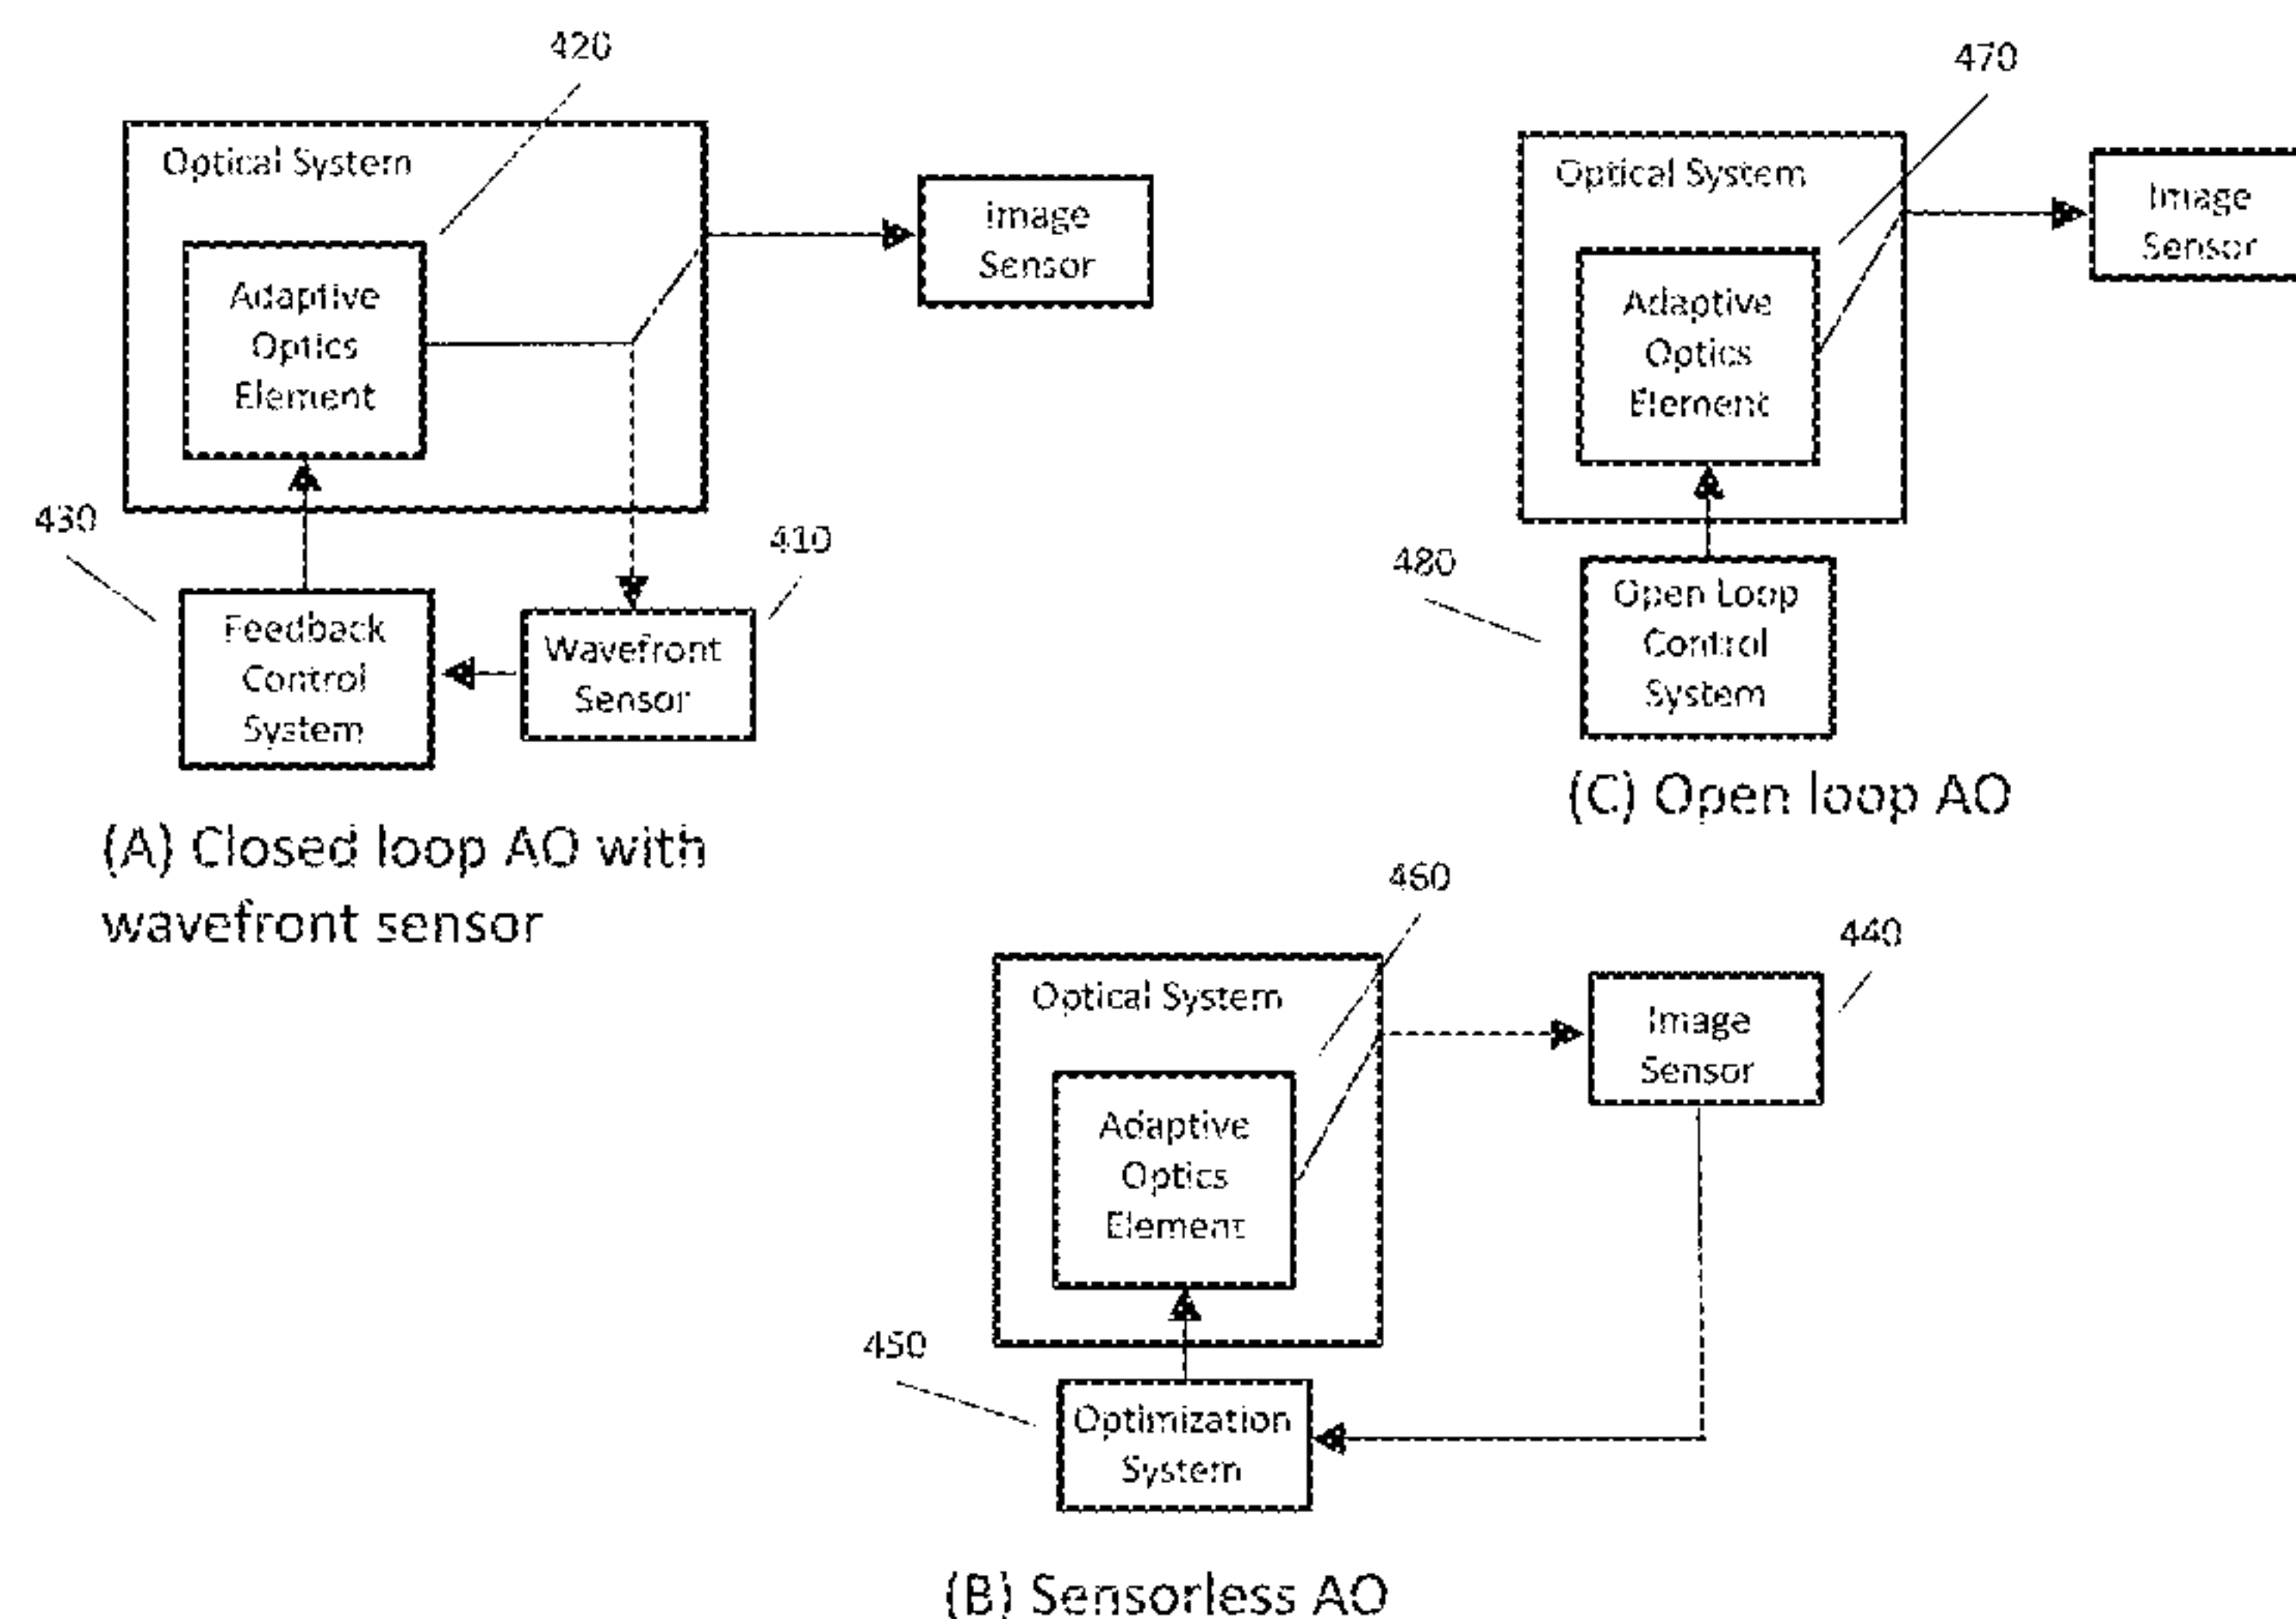 420
Optical System
Adaptive
Optics
Element
Image
Sensor
430
410
Feedback
Control
System
Wavefront
Sensor
(A) Closed loop AO with
wavefront sensor
470
Optical System
Adaptive
Optics
Element
Image
Sensor
480
Open Loop
Control
System
(C) Open loop AO
460
440
Optical System
Adaptive
Optics
Element
Image
Sensor
450
Optimization
System
(B) Sensorless AO